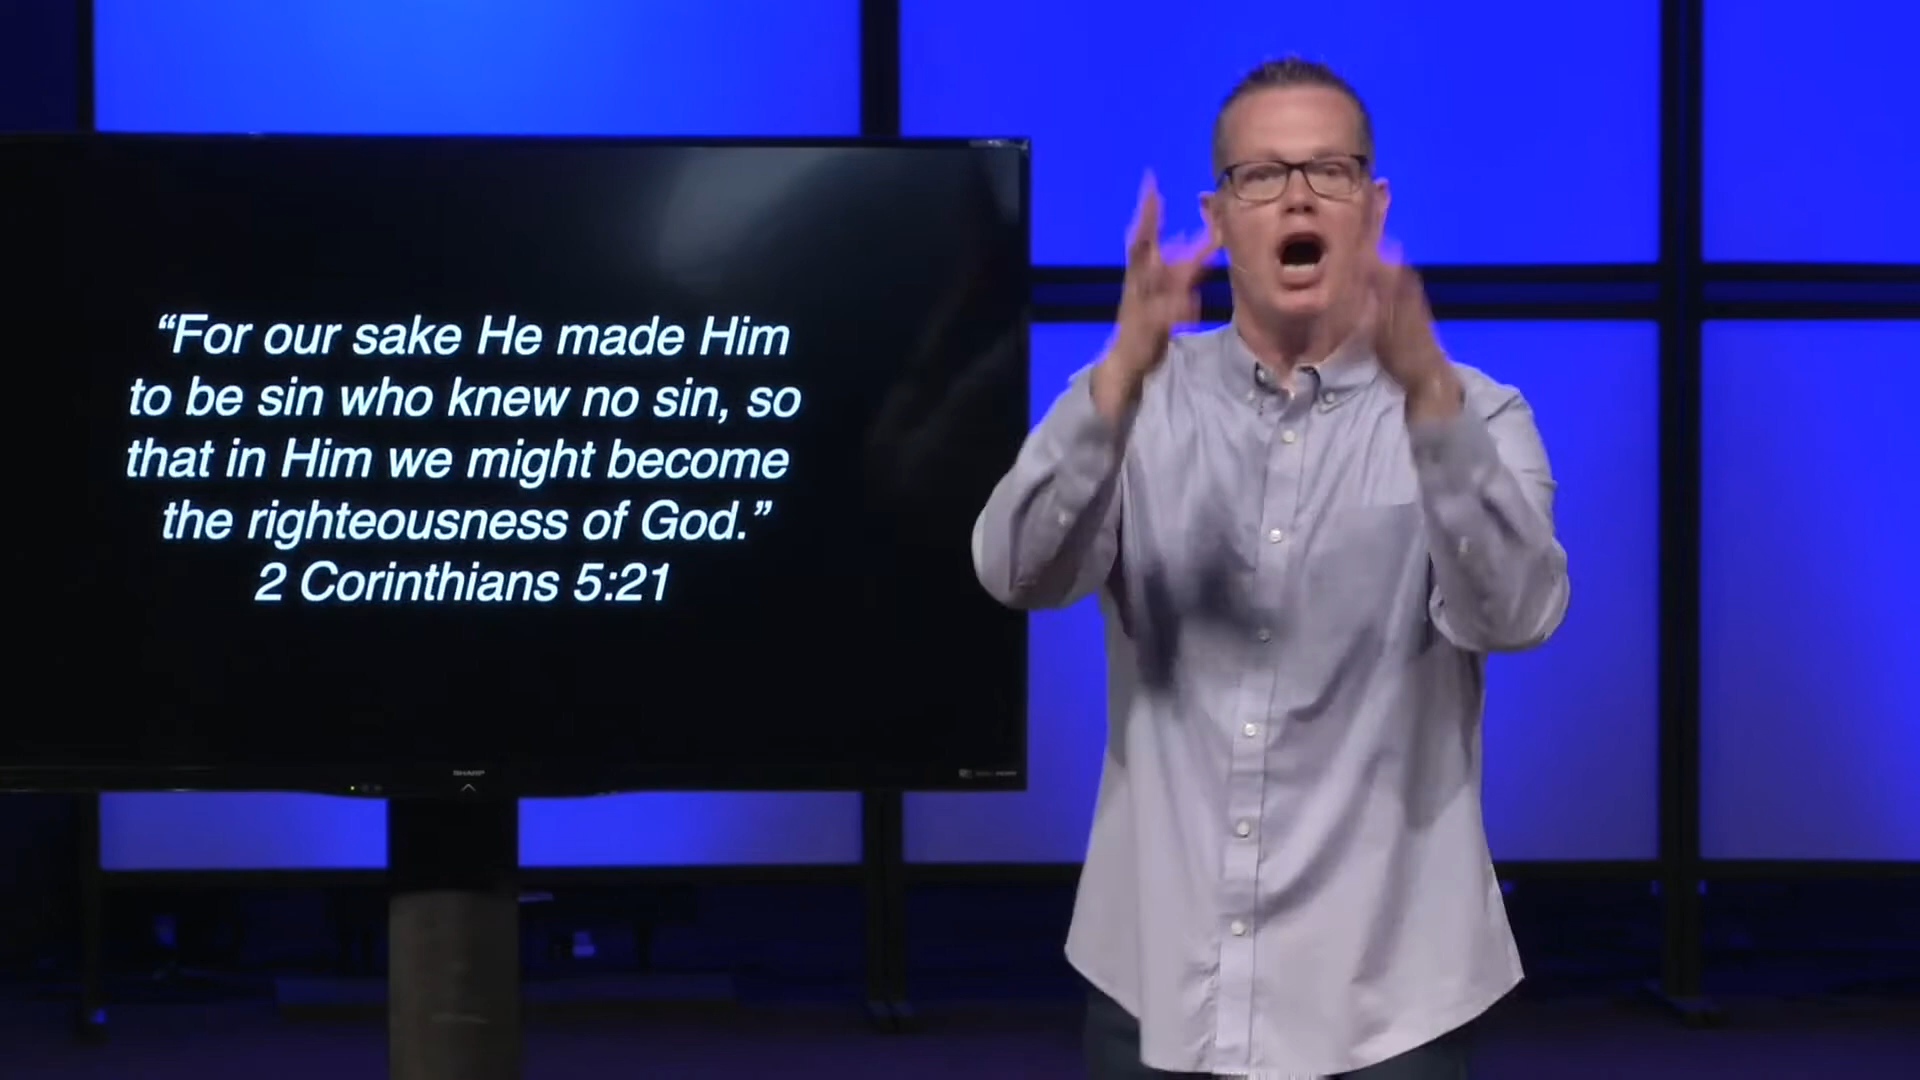 “For our sake He made Him
to be sin who knew no sin, so
that in Him we might become
the righteousness of God.”
2 Corinthians 5:21
SHARP